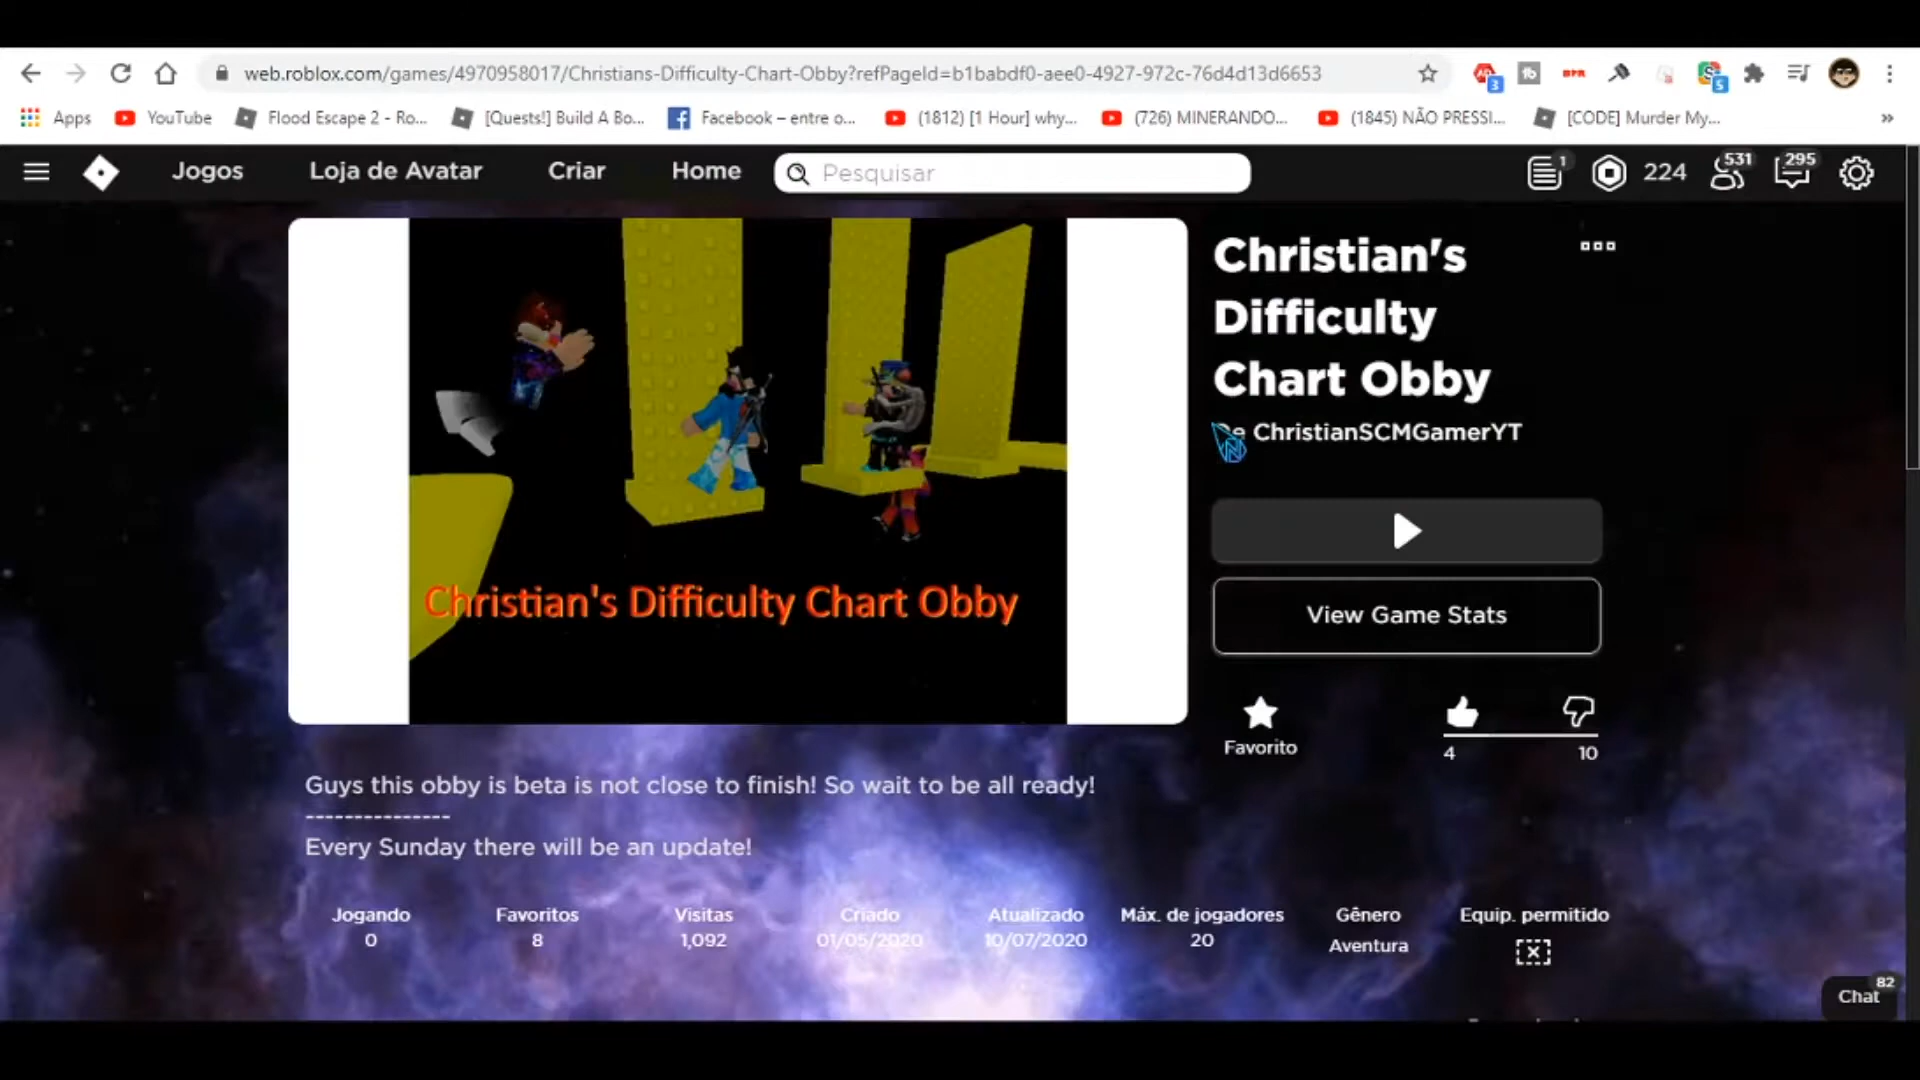 web.roblox.com/games/4970958017/Christians-Difficulty-Chart-Obby?refPageId=b1babdf0-aee0-4927-972c-76d4d13d6653
3
5
Apps
YouTube
Flood Escape 2 - Ro...
[Quests!] Build A Bo...
Facebook – entre o...
(1812) [1 Hour] why...
(726) MINERANDO...
(1845) NÃO PRESSI...
[CODE] Murder My...
»
Jogos
Loja de Avatar
Criar
Home
Pesquisar
1
224
531
295
Christian's Difficulty Chart Obby
Christian's
Difficulty
Chart Obby
De ChristianSCMGamerYT
View Game Stats
Favorito
4
10
Guys this obby is beta is not close to finish! So wait to be all ready!
---------------
Every Sunday there will be an update!
Jogando
Favoritos
Visitas
Criado
Atualizado
Máx. de jogadores
Gênero
Equip. permitido
0
8
1,092
01/05/2020
10/07/2020
20
Aventura
Chat
82